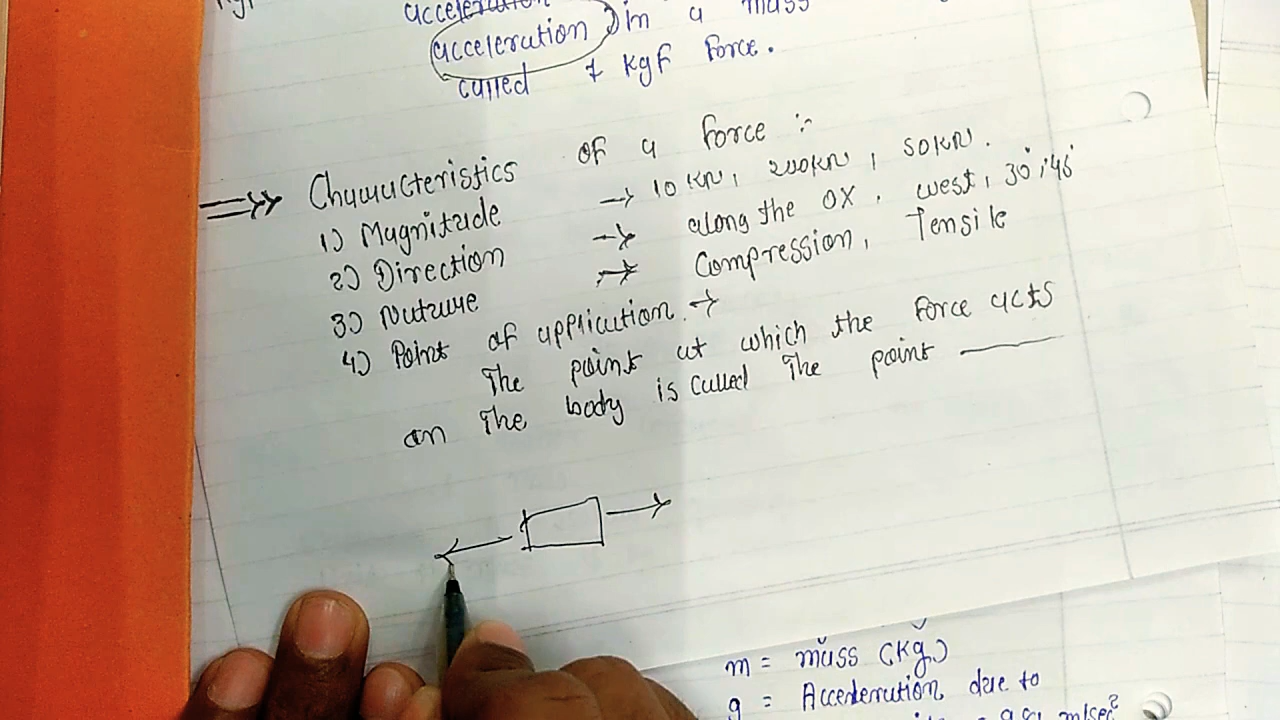 acceleration
acceleration in a mass
called 1 kgf force.
Characteristics of a force :-
1) Magnitude → 10 KN, 200KN, 50KN.
2) Direction → along the OX. west, 30°, 45°
3) Nature → Compression, Tensile
4) Point of application. →
The point at which the force acts
on The body is Called The point
m = mass (Kg)
g = Acceleration due to
m/sec²